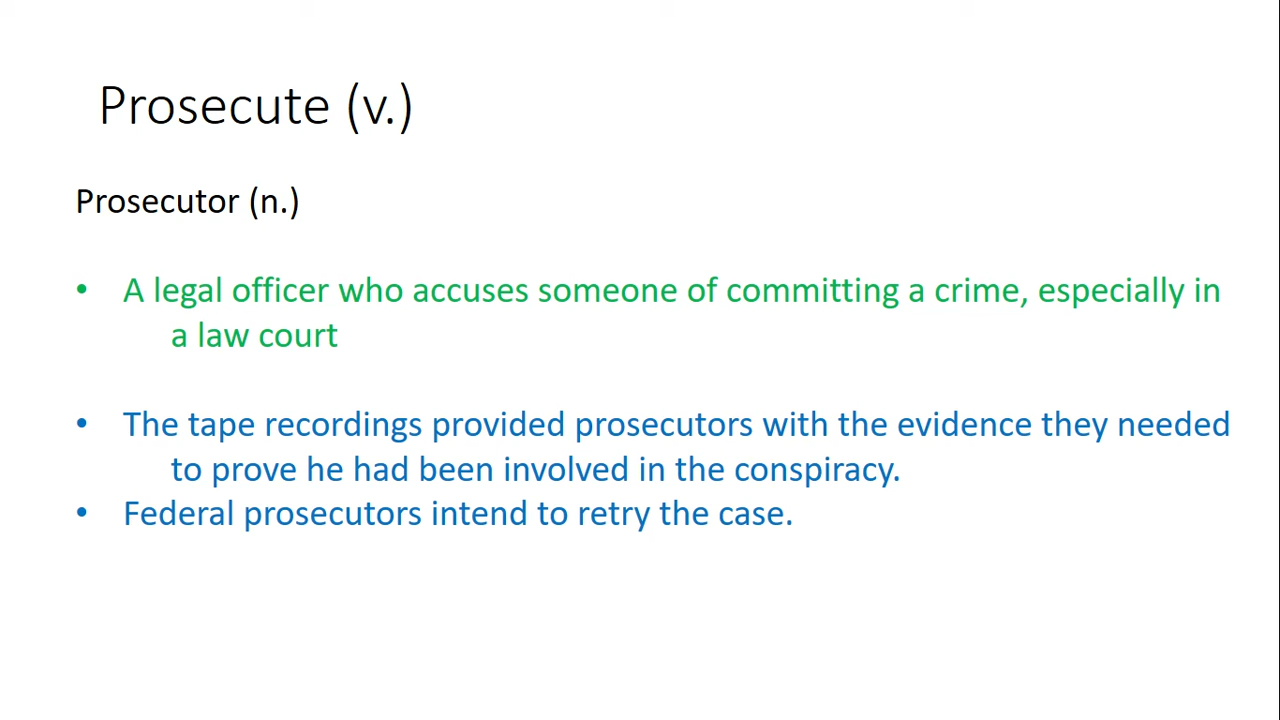 Prosecute (v.)
Prosecutor (n.)
• A legal officer who accuses someone of committing a crime, especially in
a law court
• The tape recordings provided prosecutors with the evidence they needed
to prove he had been involved in the conspiracy.
• Federal prosecutors intend to retry the case.